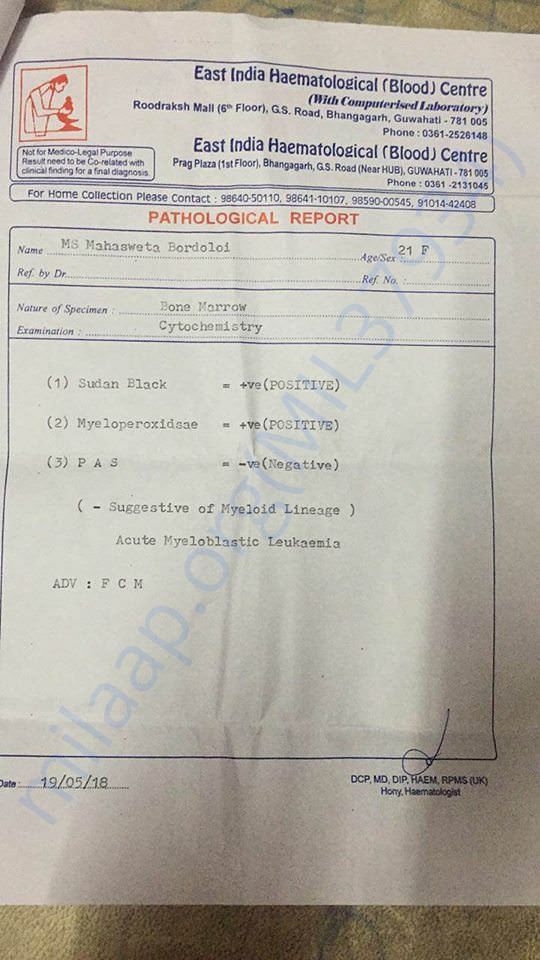 East India Haematological (Blood) Centre
(With Computerised Laboratory)
Roodraksh Mall (6th Floor), G.S. Road, Bhangagarh, Guwahati - 781 005
Phone : 0361-2526148
East India Haematological (Blood) Centre
Prag Plaza (1st Floor), Bhangagarh, G.S. Road (Near HUB), GUWAHATI - 781 005
Phone : 0361 -2131045
Not for Medico-Legal Purpose
Result need to be Co-related with
clinical finding for a final diagnosis.
For Home Collection Please Contact : 98640-50110, 98641-10107, 98590-00545, 91014-42408
PATHOLOGICAL REPORT
Name MS Mahasweta Bordoloi Age/Sex : 21 F
Ref. by Dr. Ref. No. :
Nature of Specimen : Bone Marrow
Examination : Cytochemistry
(1) Sudan Black = +ve(POSITIVE)
(2) Myeloperoxidsae = +ve(POSITIVE)
(3) P A S = -ve(Negative)
( - Suggestive of Myeloid Lineage )
Acute Myeloblastic Leukaemia
ADV : F C M
Date : 19/05/18
DCP, MD, DIP, HAEM, RPMS (UK)
Hony, Haematologist